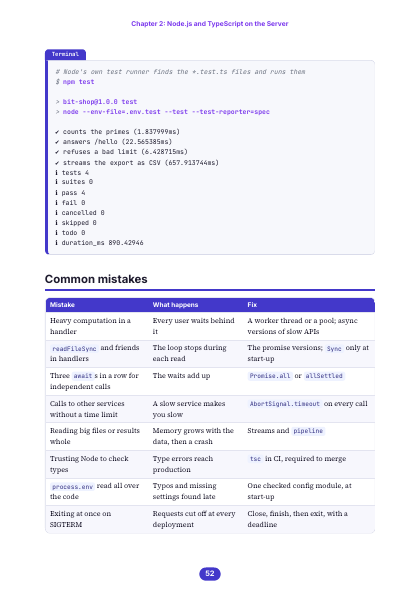 Chapter 2: Node.js and TypeScript on the Server
Terminal
# Node's own test runner finds the *.test.ts files and runs them
$ npm test
> bit-shop@1.0.0 test
> node --env-file=.env.test --test --test-reporter=spec
✔ counts the primes (1.837999ms)
✔ answers /hello (22.565385ms)
✔ refuses a bad limit (6.428715ms)
✔ streams the export as CSV (657.913744ms)
ℹ tests 4
ℹ suites 0
ℹ pass 4
ℹ fail 0
ℹ cancelled 0
ℹ skipped 0
ℹ todo 0
ℹ duration_ms 890.42946
Common mistakes
Mistake What happens Fix
Heavy computation in a Every user waits behind A worker thread or a pool; async
handler it versions of slow APIs
readFileSync and friends The loop stops during The promise versions; Sync only at
in handlers each read start-up
Three await s in a row for The waits add up Promise.all or allSettled
independent calls
Calls to other services A slow service makes AbortSignal.timeout on every call
without a time limit you slow
Reading big files or results Memory grows with the Streams and pipeline
whole data, then a crash
Trusting Node to check Type errors reach tsc in CI, required to merge
types production
process.env read all over Typos and missing One checked config module, at
the code settings found late start-up
Exiting at once on Requests cut off at every Close, finish, then exit, with a
SIGTERM deployment deadline
52